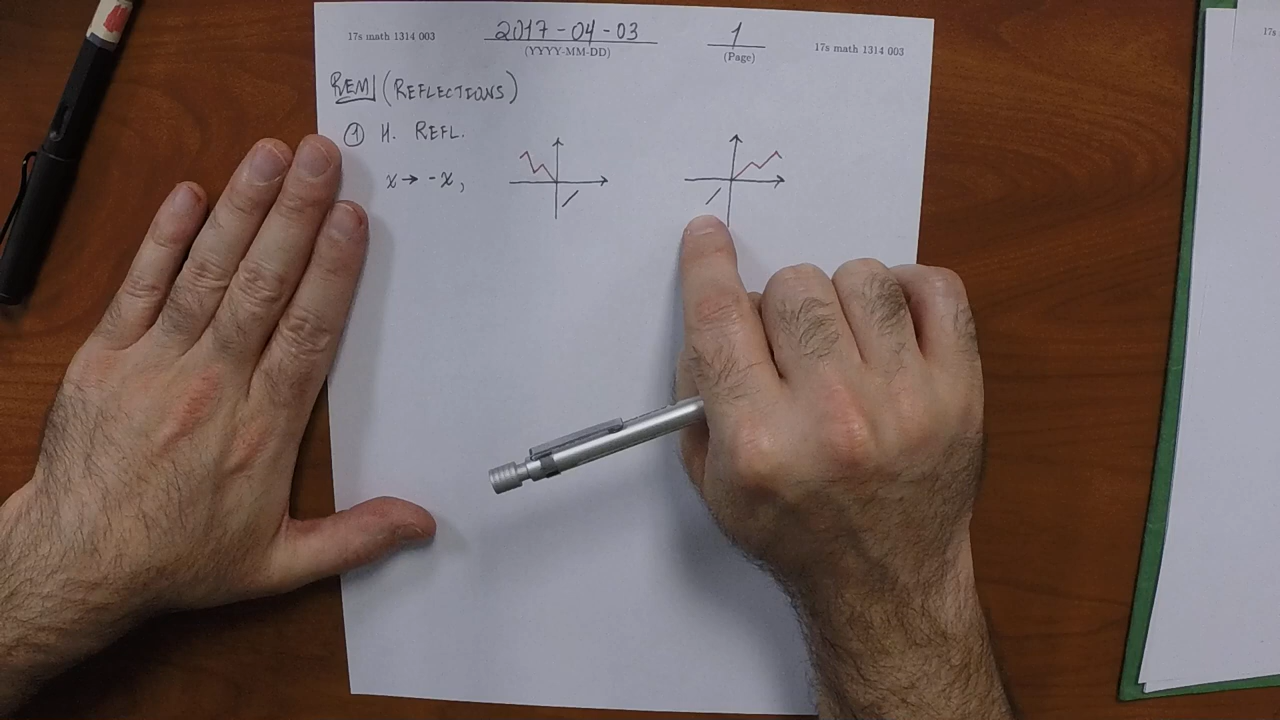 17s math 1314 003 2017-04-03 1 17s math 1314 003
(YYYY-MM-DD) (Page)
REM (REFLECTIONS)
① H. REFL.
x → -x,
17s